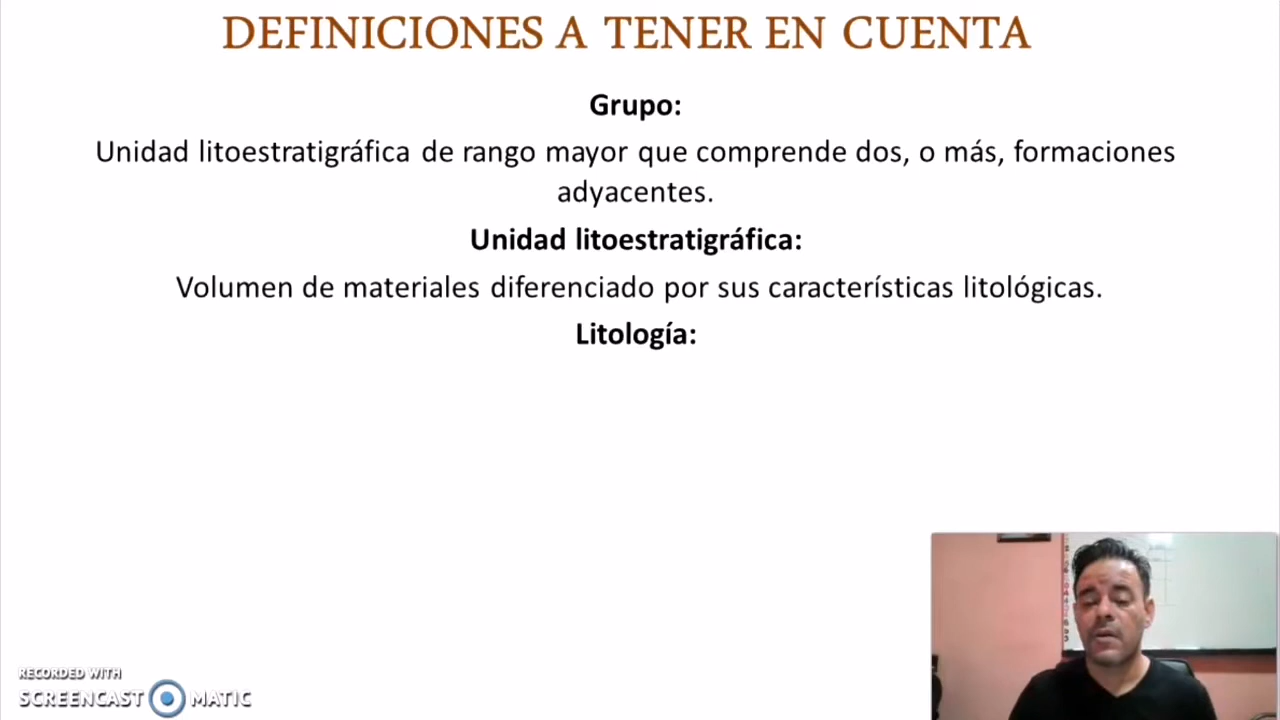 DEFINICIONES A TENER EN CUENTA
Grupo:
Unidad litoestratigráfica de rango mayor que comprende dos, o más, formaciones
adyacentes.
Unidad litoestratigráfica:
Volumen de materiales diferenciado por sus características litológicas.
Litología:
RECORDED WITH
SCREENCAST MATIC